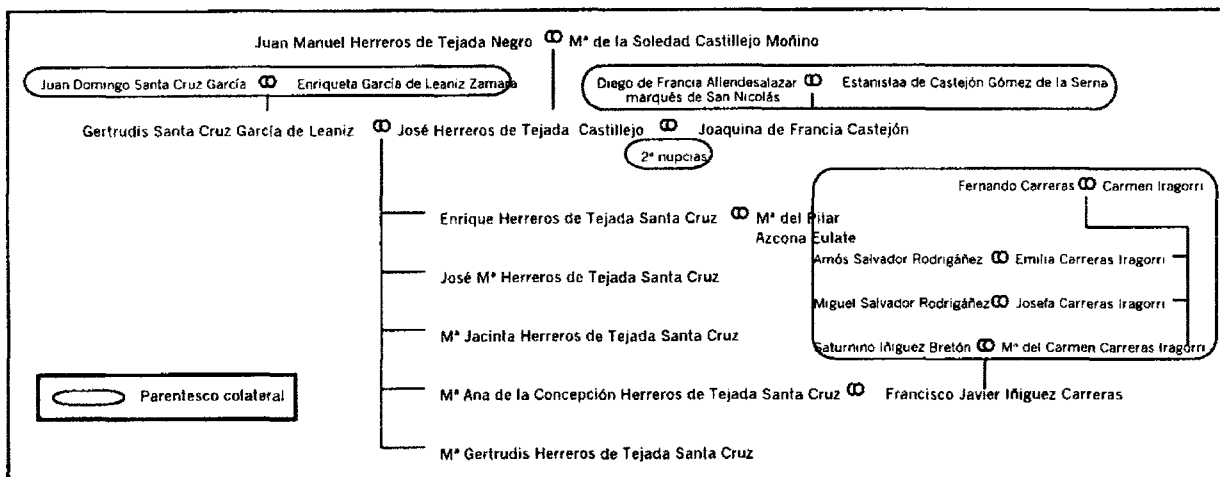 Juan Manuel Herreros de Tejada Negro Mª de la Soledad Castillejo Moñino
Juan Domingo Santa Cruz García Enriqueta García de Leaniz Zamara Diego de Francia Allendesalazar Estanislaa de Castejón Gómez de la Serna
marqués de San Nicolás
Gertrudis Santa Cruz García de Leaniz José Herreros de Tejada Castillejo Joaquina de Francia Castejón
2ª nupcias
Fernando Carreras Carmen Iragorri
Enrique Herreros de Tejada Santa Cruz Mª del Pilar
Azcona Eulate
Amós Salvador Rodrigáñez Emilia Carreras Iragorri
José Mª Herreros de Tejada Santa Cruz
Miguel Salvador Rodrigáñez Josefa Carreras Iragorri
Mª Jacinta Herreros de Tejada Santa Cruz
Saturnino Iñiguez Bretón Mª del Carmen Carreras Iragorri
Parentesco colateral
Mª Ana de la Concepción Herreros de Tejada Santa Cruz Francisco Javier Iñiguez Carreras
Mª Gertrudis Herreros de Tejada Santa Cruz